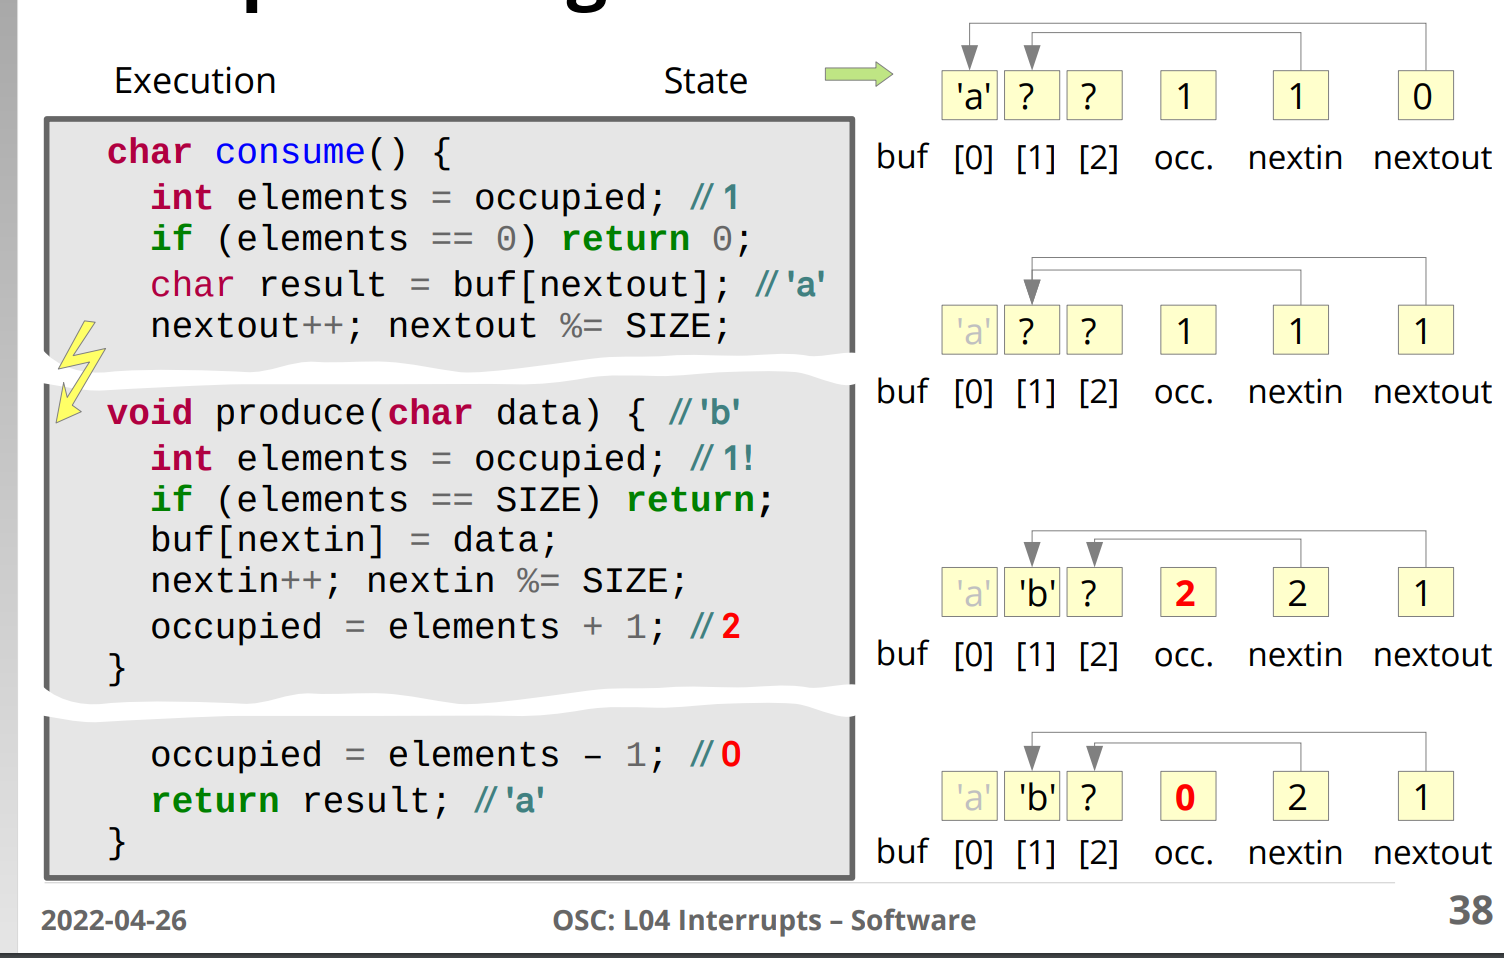 Execution State
'a' ? ? 1 1 0
buf [0] [1] [2] occ. nextin nextout
char consume() {
int elements = occupied; // 1
if (elements == 0) return 0;
char result = buf[nextout]; // 'a'
nextout++; nextout %= SIZE;
'a' ? ? 1 1 1
buf [0] [1] [2] occ. nextin nextout
void produce(char data) { // 'b'
int elements = occupied; // 1!
if (elements == SIZE) return;
buf[nextin] = data;
nextin++; nextin %= SIZE;
occupied = elements + 1; // 2
}
'a' 'b' ? 2 2 1
buf [0] [1] [2] occ. nextin nextout
occupied = elements – 1; // 0
return result; // 'a'
}
'a' 'b' ? 0 2 1
buf [0] [1] [2] occ. nextin nextout
2022-04-26 OSC: L04 Interrupts – Software 38